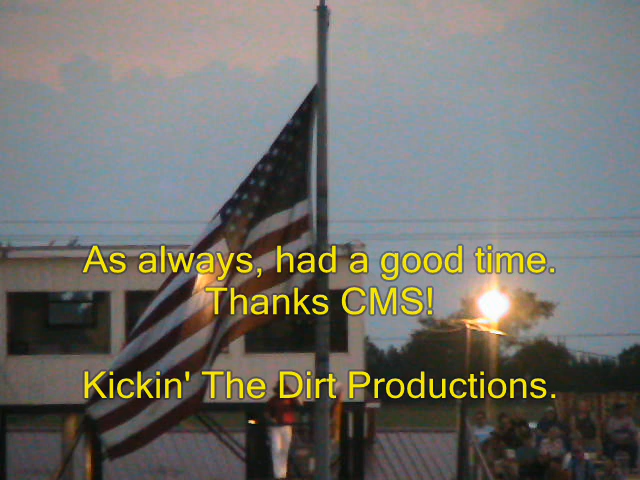 As always, had a good time.
Thanks CMS!
Kickin' The Dirt Productions.